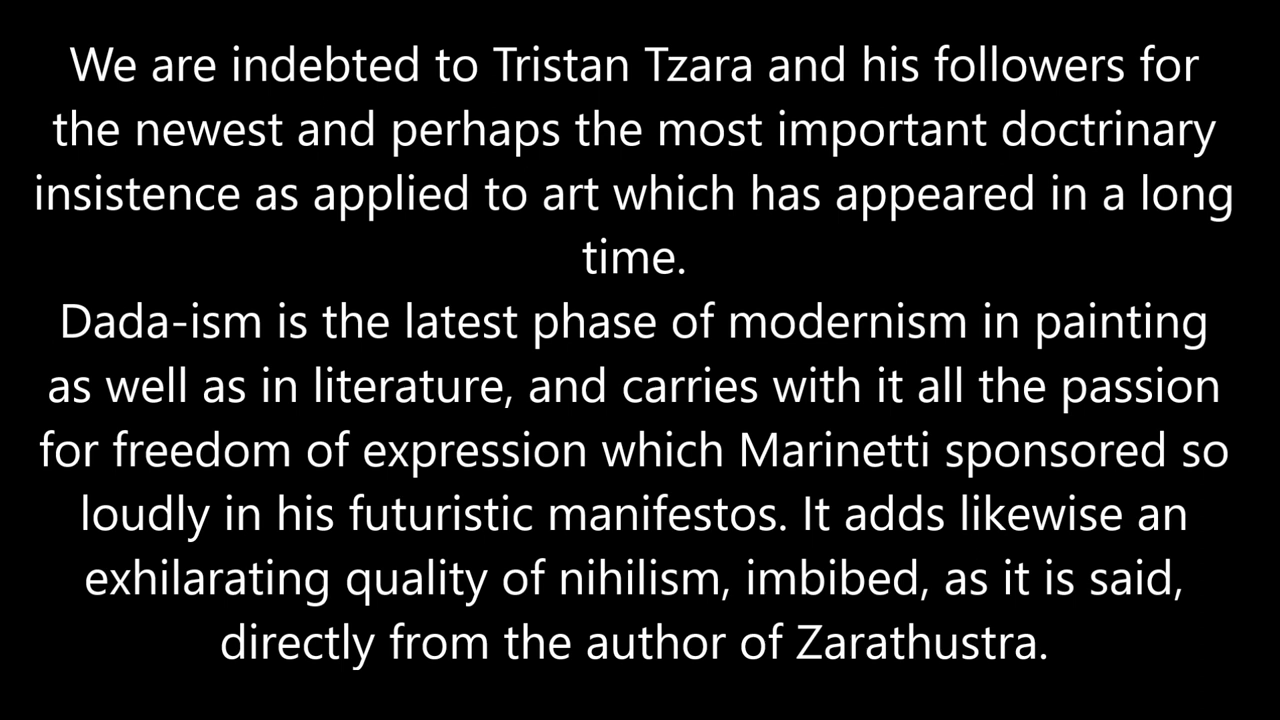 We are indebted to Tristan Tzara and his followers for
the newest and perhaps the most important doctrinary
insistence as applied to art which has appeared in a long
time.
Dada-ism is the latest phase of modernism in painting
as well as in literature, and carries with it all the passion
for freedom of expression which Marinetti sponsored so
loudly in his futuristic manifestos. It adds likewise an
exhilarating quality of nihilism, imbibed, as it is said,
directly from the author of Zarathustra.